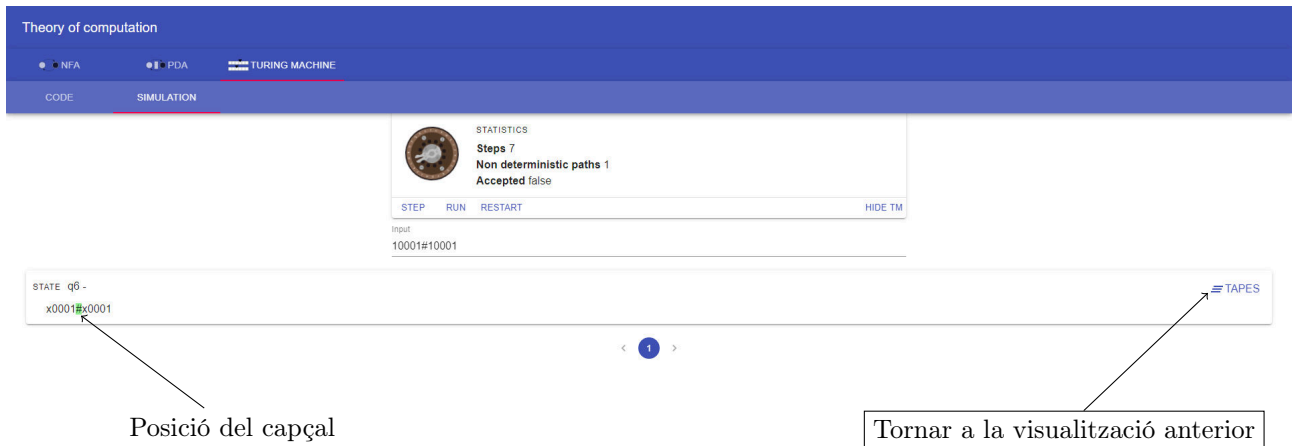 Theory of computation
NFA PDA TURING MACHINE
CODE SIMULATION
STATISTICS
Steps 7
Non deterministic paths 1
Accepted false
STEP RUN RESTART HIDE TM
Input
10001#10001
STATE q6 -
TAPES
x0001#x0001
< 1 >
Posició del capçal
Tornar a la visualització anterior